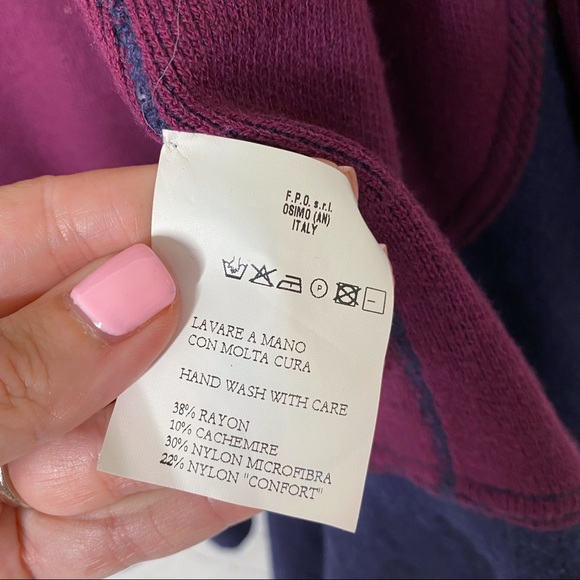 F.P.O. s.r.l.
OSIMO (AN)
ITALY
P
LAVARE A MANO
CON MOLTA CURA
HAND WASH WITH CARE
38% RAYON
10% CACHEMIRE
30% NYLON MICROFIBRA
22% NYLON "CONFORT"